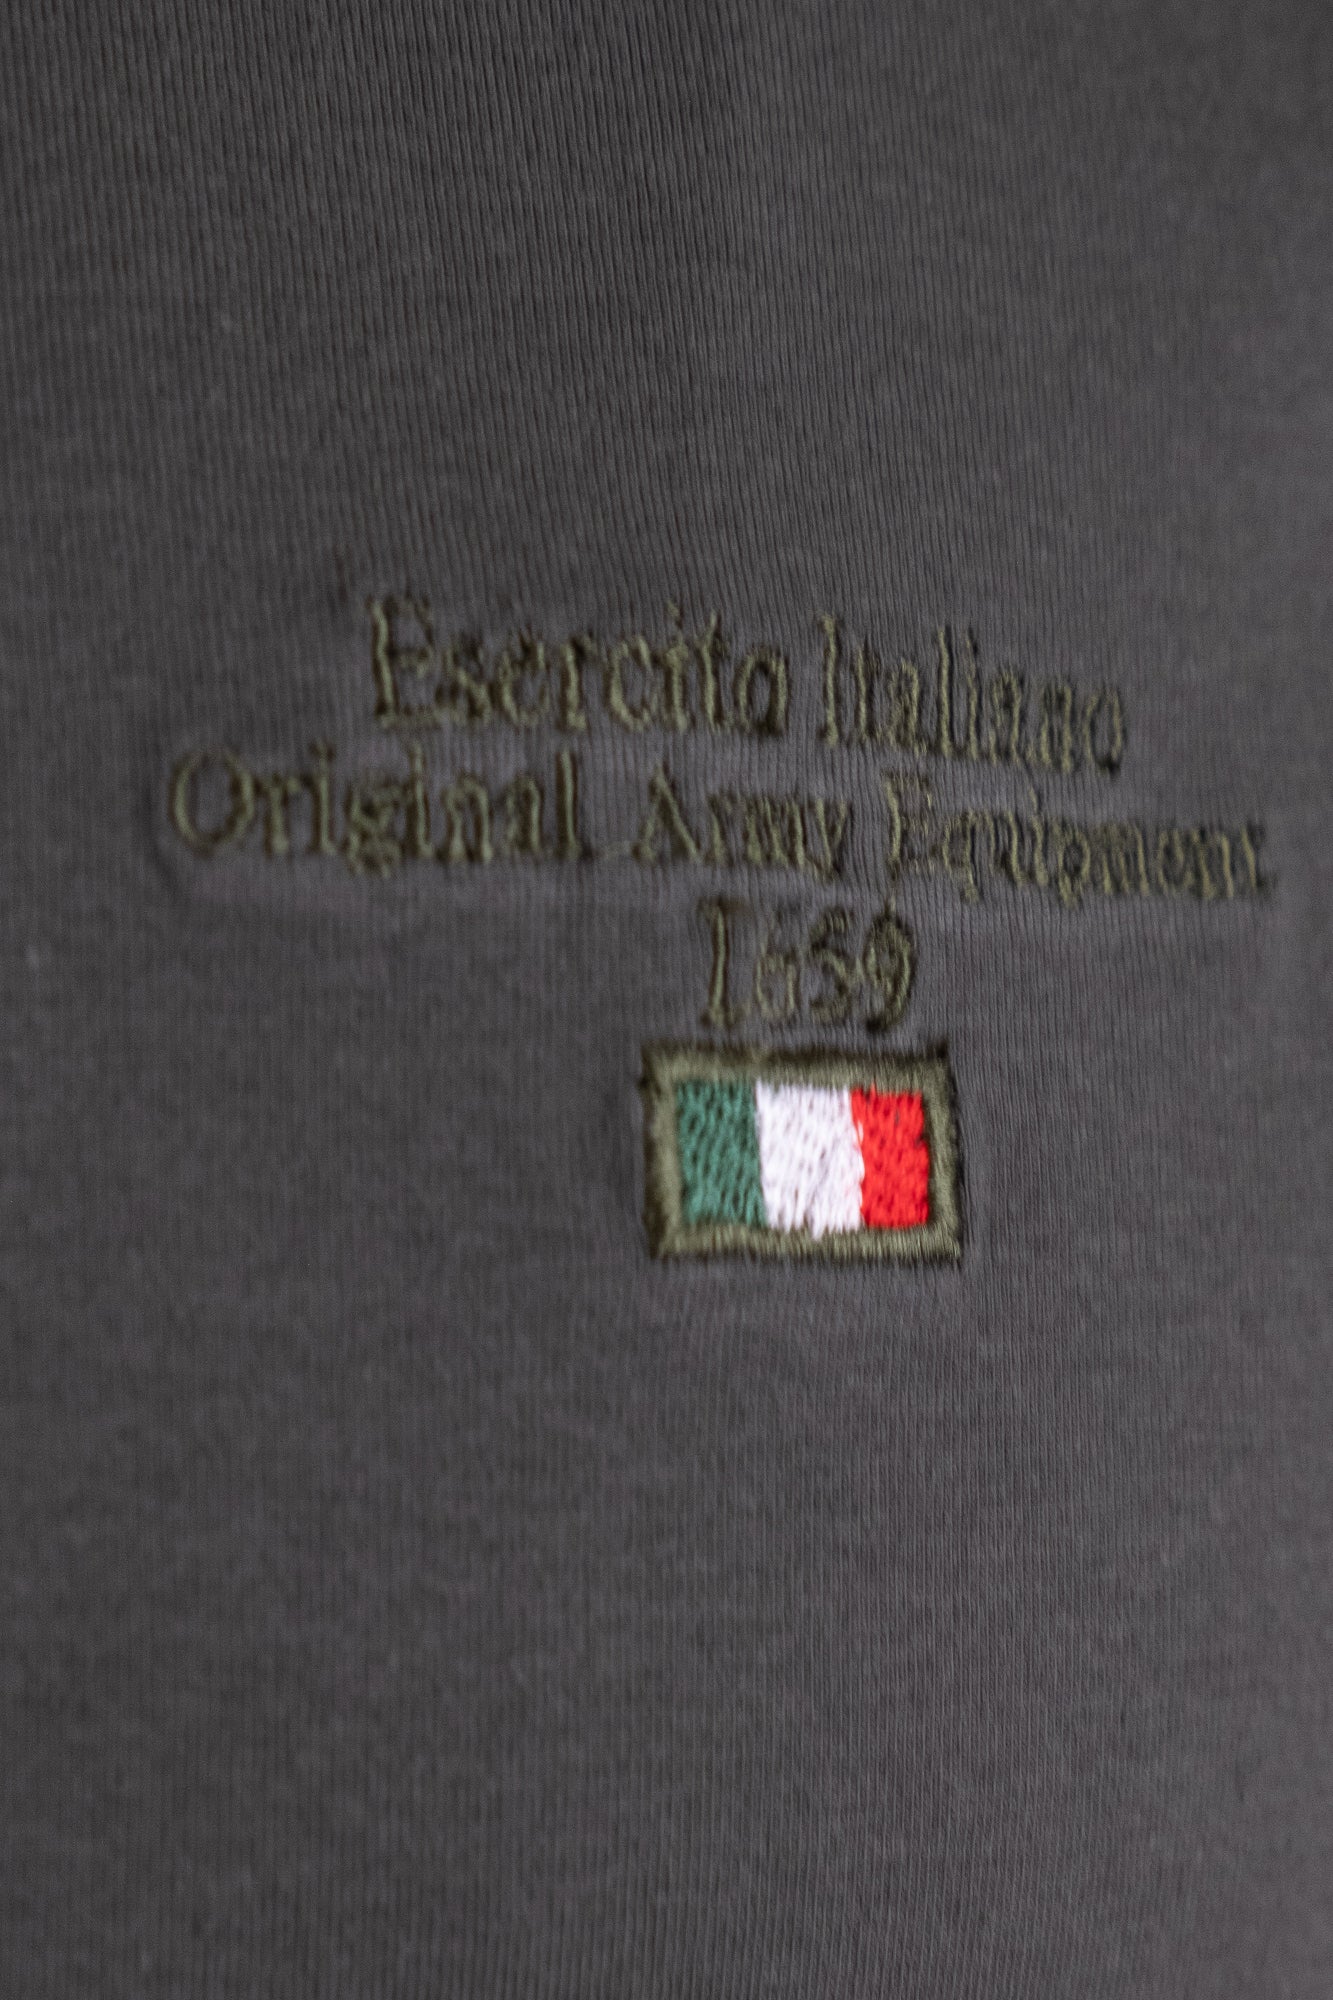 Esercito Italiano
Original Army Equipment
1659